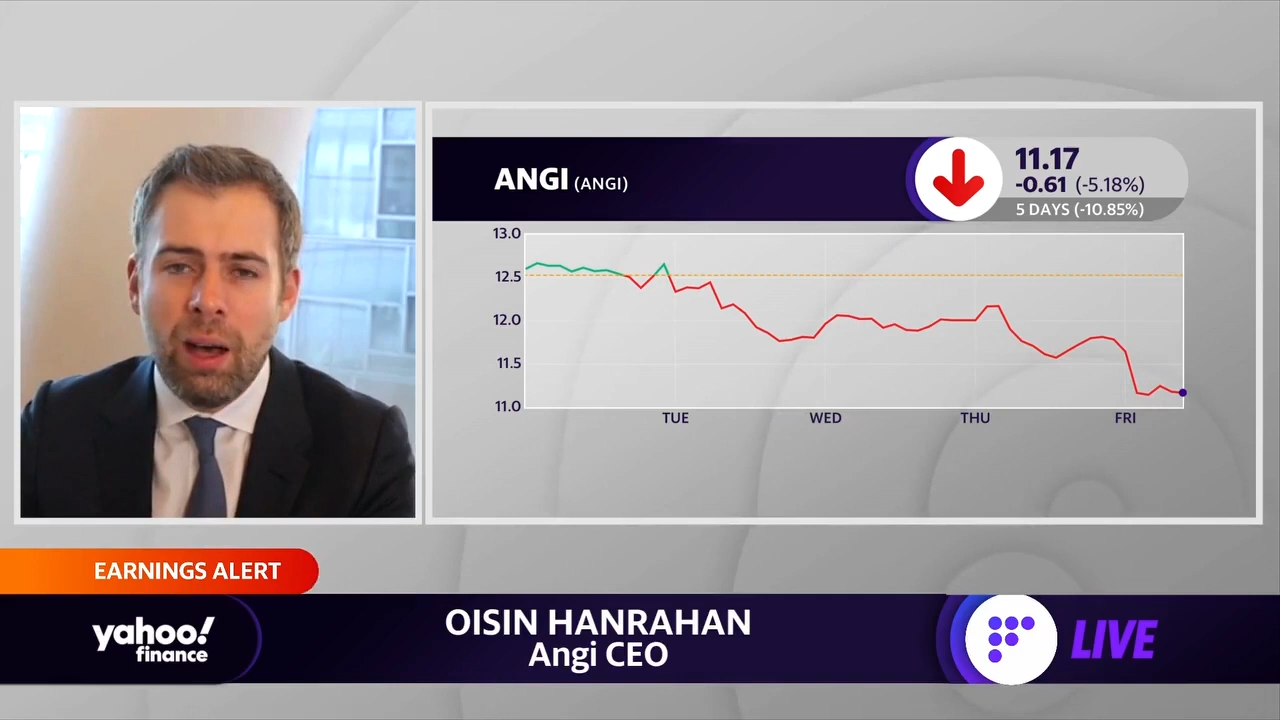 ANGI (ANGI)
11.17
-0.61 (-5.18%)
5 DAYS (-10.85%)
13.0
12.5
12.0
11.5
11.0
TUE WED THU FRI
EARNINGS ALERT
yahoo!
finance
OISIN HANRAHAN
Angi CEO
LIVE